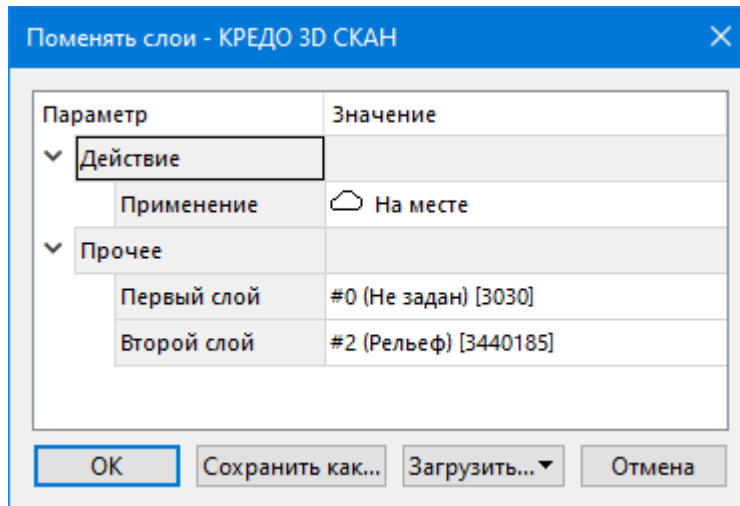 Поменять слои - КРЕДО 3D СКАН
Параметр Значение
Действие
Применение На месте
Прочее
Первый слой #0 (Не задан) [3030]
Второй слой #2 (Рельеф) [3440185]
OK Сохранить как... Загрузить... Отмена